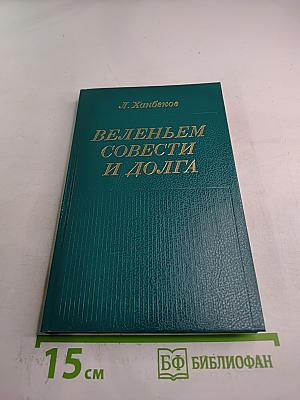 Л. Ханбеков
ВЕЛЕНЬЕМ
СОВЕСТИ
И ДОЛГА
15 см
БФ БИБЛИОФАН